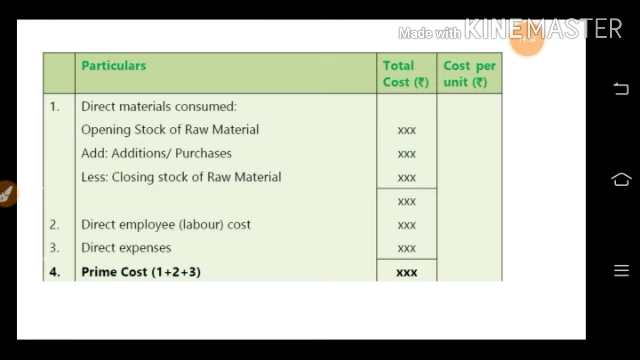 Made with KINEMASTER
Particulars Total Cost per
Cost (₹) unit (₹)
1. Direct materials consumed:
Opening Stock of Raw Material xxx
Add: Additions/ Purchases xxx
Less: Closing stock of Raw Material xxx
xxx
2. Direct employee (labour) cost xxx
3. Direct expenses xxx
4. Prime Cost (1+2+3) xxx